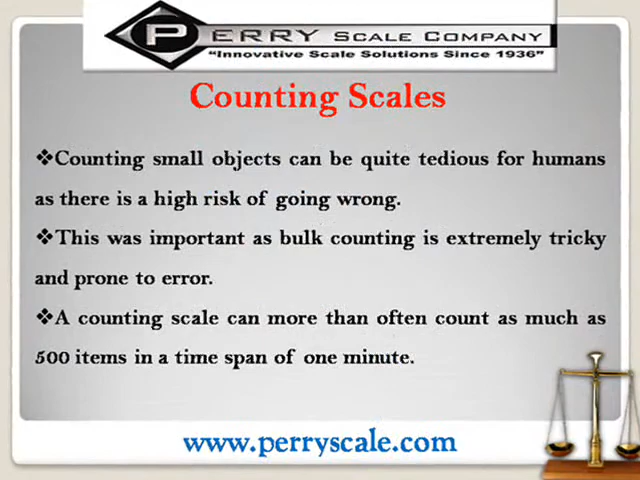 PERRY SCALE COMPANY
"Innovative Scale Solutions Since 1936"
Counting Scales
❖Counting small objects can be quite tedious for humans
as there is a high risk of going wrong.
❖This was important as bulk counting is extremely tricky
and prone to error.
❖A counting scale can more than often count as much as
500 items in a time span of one minute.
www.perryscale.com